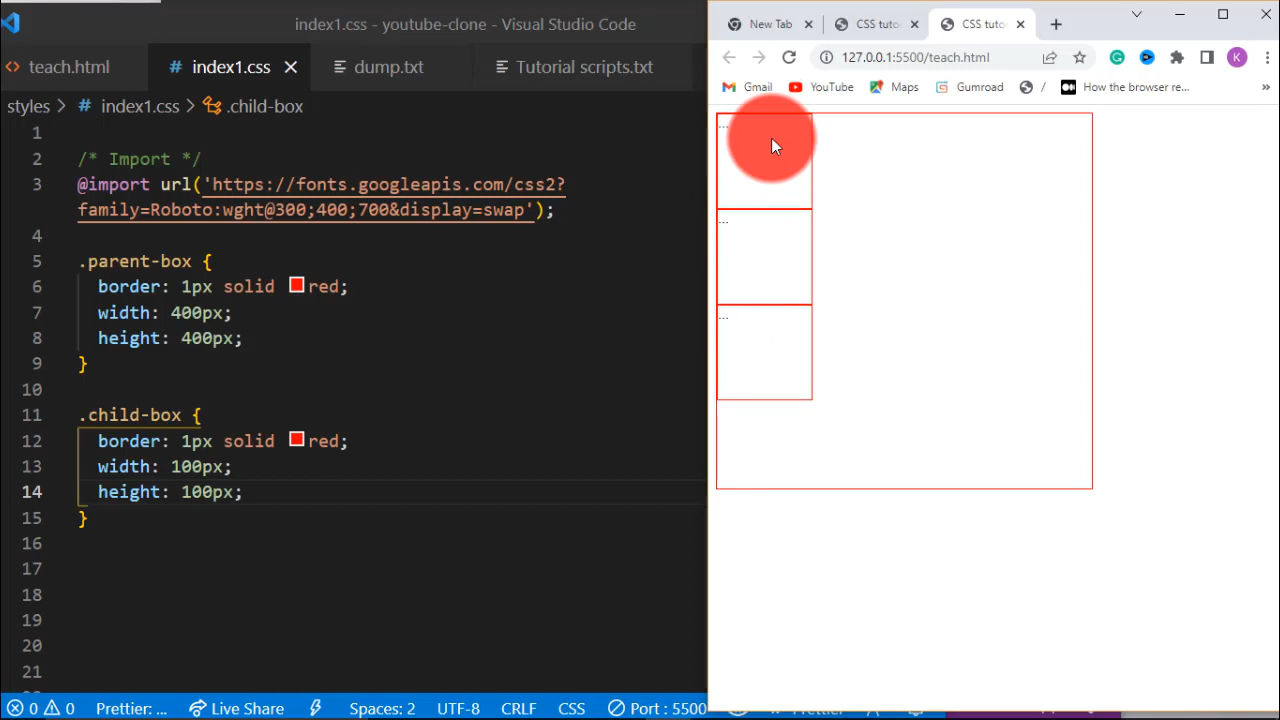 index1.css - youtube-clone - Visual Studio Code
teach.html
index1.css
dump.txt
Tutorial scripts.txt
styles > # index1.css > .child-box
1
2 /* Import */
3 @import url('https://fonts.googleapis.com/css2?
family=Roboto:wght@300;400;700&display=swap');
4
5 .parent-box {
6 border: 1px solid red;
7 width: 400px;
8 height: 400px;
9 }
10
11 .child-box {
12 border: 1px solid red;
13 width: 100px;
14 height: 100px;
15 }
16
17
18
19
20
21
0 0 Prettier: ... Live Share Spaces: 2 UTF-8 CRLF CSS Port : 5500
New Tab
CSS tuto
CSS tuto
127.0.0.1:5500/teach.html
K
Gmail YouTube Maps Gumroad / How the browser re... »
...
...
...